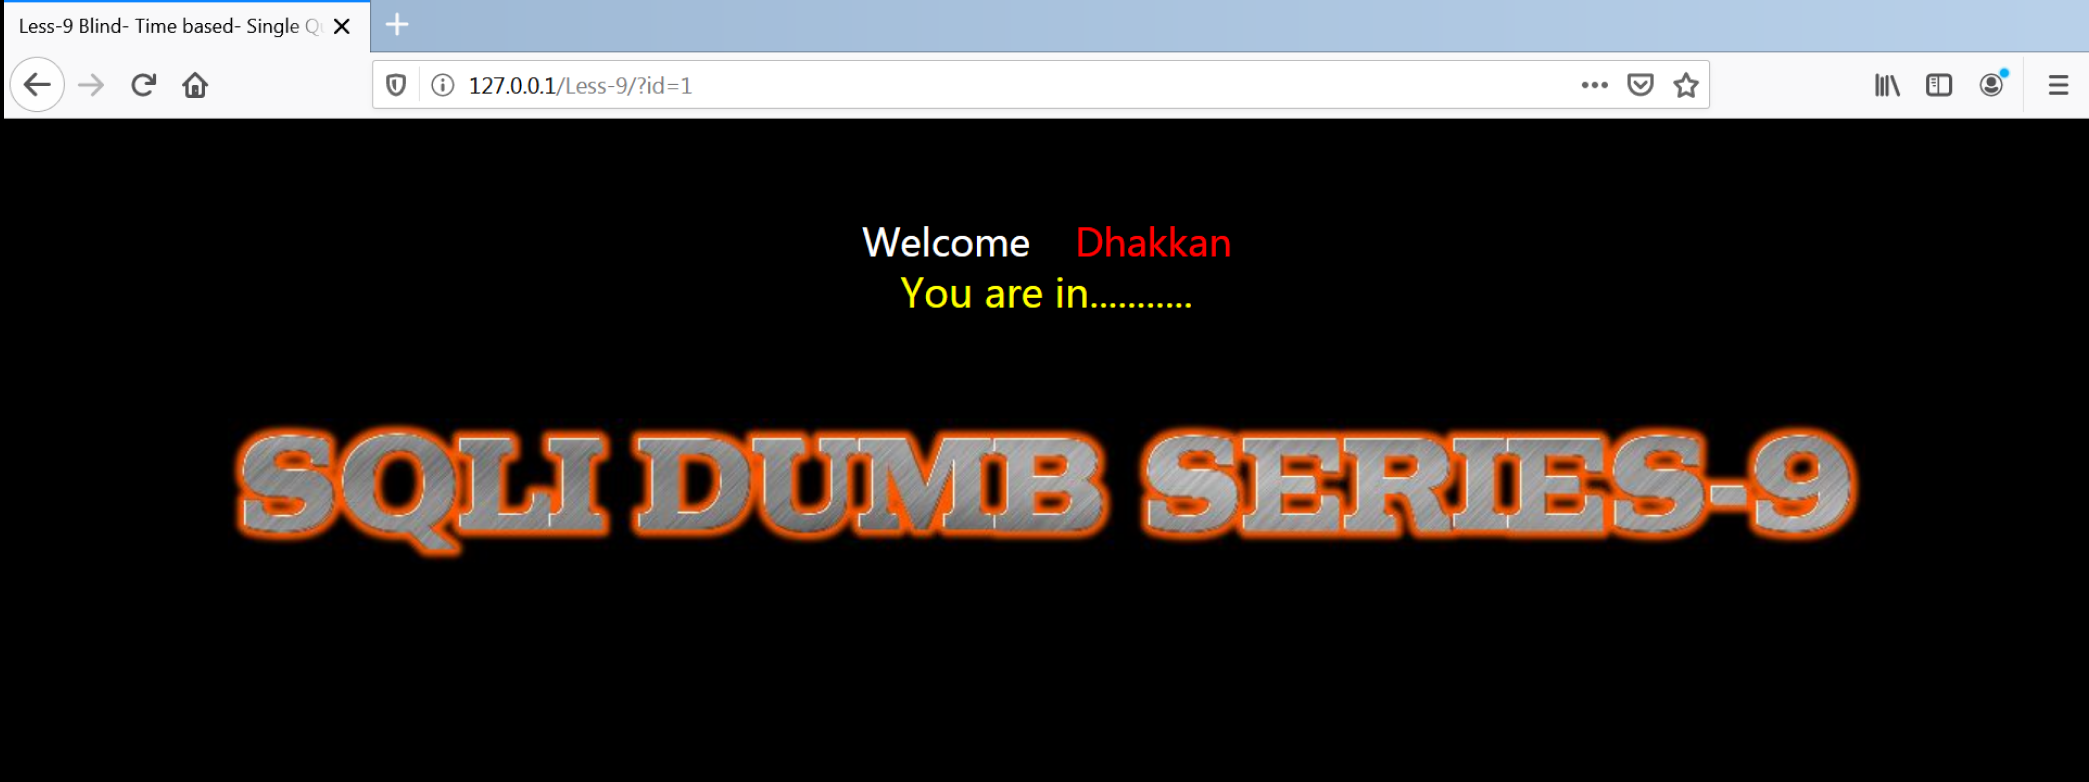 Less-9 Blind- Time based- Single Qu
127.0.0.1/Less-9/?id=1
Welcome Dhakkan
You are in...........
SQLI DUMB SERIES-9